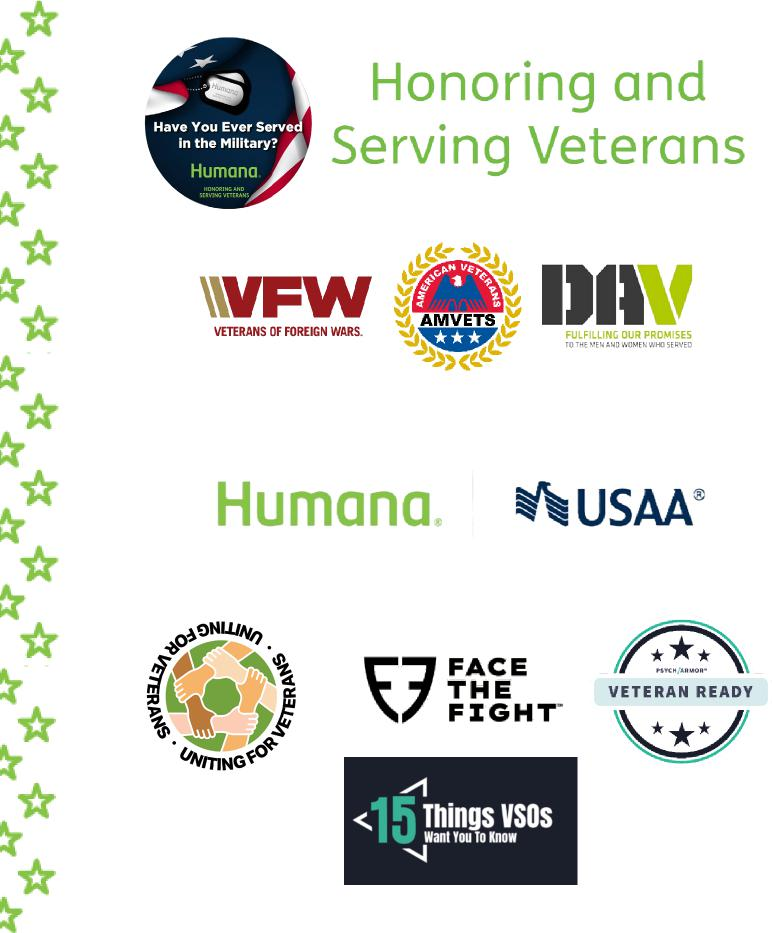 Humana
Have You Ever Served
in the Military?
Humana®
HONORING AND
SERVING VETERANS
Honoring and
Serving Veterans
VFW
VETERANS OF FOREIGN WARS.
AMERICAN VETERANS
AMVETS
DAV
FULFILLING OUR PROMISES
TO THE MEN AND WOMEN WHO SERVED
Humana®
USAA®
UNITING FOR VETERANS · UNITING FOR VETERANS ·
FACE
THE
FIGHT™
PSYCH/ARMOR™
VETERAN READY
15 Things VSOs
Want You To Know